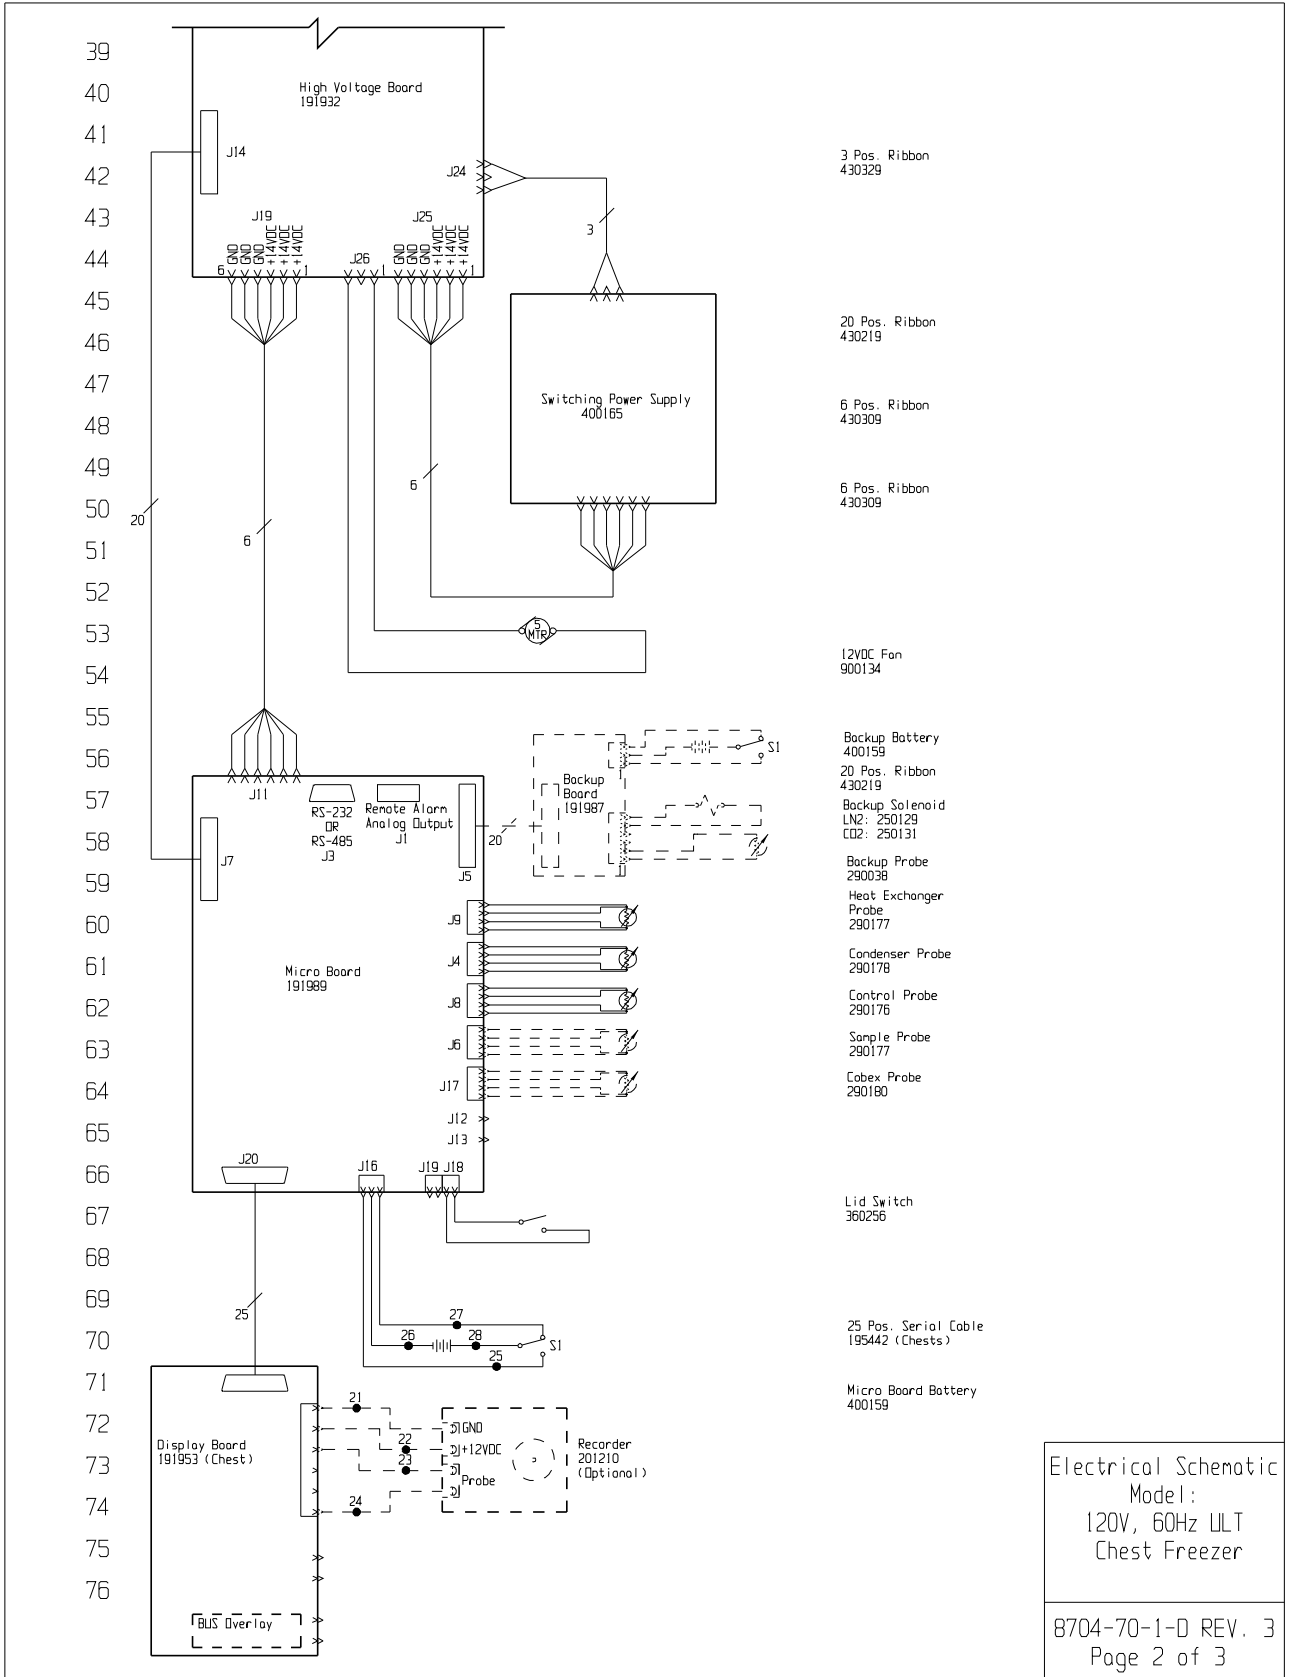 39
40
41
42
43
44
45
46
47
48
49
50
51
52
53
54
55
56
57
58
59
60
61
62
63
64
65
66
67
68
69
70
71
72
73
74
75
76
High Voltage Board
191932
J14
J24
3
J19
GND
GND
GND
+14VDC
+14VDC
+14VDC
6
1
J26
1
J25
GND
GND
GND
+14VDC
+14VDC
+14VDC
1
Switching Power Supply
400165
20
6
6
5
MTR
J11
RS-232
OR
RS-485
J3
Remote Alarm
Analog Output
J1
J5
J7
20
Backup
Board
191987
1
1
S1
J9
J4
J8
J6
J17
J12
J13
Micro Board
191989
J20
J16
J19 J18
25
27
26
28
25
S1
Display Board
191953 (Chest)
21
22
23
24
GND
+12VDC
Probe
Recorder
201210
(Optional)
BUS Overlay
3 Pos. Ribbon
430329
20 Pos. Ribbon
430219
6 Pos. Ribbon
430309
6 Pos. Ribbon
430309
12VDC Fan
900134
Backup Battery
400159
20 Pos. Ribbon
430219
Backup Solenoid
LN2: 250129
CO2: 250131
Backup Probe
290038
Heat Exchanger
Probe
290177
Condenser Probe
290178
Control Probe
290176
Sample Probe
290177
Cobex Probe
290180
Lid Switch
360256
25 Pos. Serial Cable
195442 (Chests)
Micro Board Battery
400159
Electrical Schematic
Model:
120V, 60Hz ULT
Chest Freezer
8704-70-1-D REV. 3
Page 2 of 3